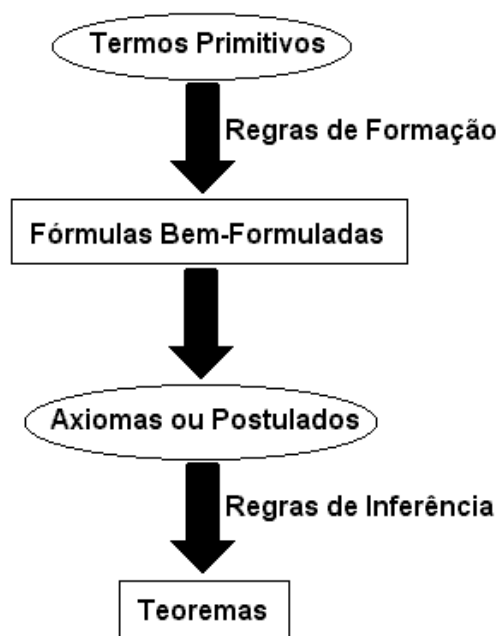 Termos Primitivos
Regras de Formação
Fórmulas Bem-Formuladas
Axiomas ou Postulados
Regras de Inferência
Teoremas